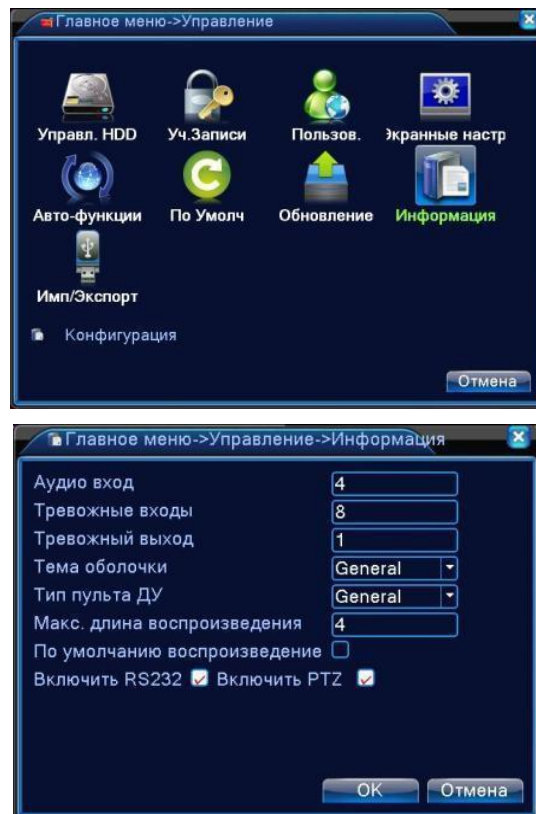 Главное меню->Управление
Управл. HDD Уч.Записи Пользов. Экранные настр
Авто-функции По Умолч Обновление Информация
Имп/Экспорт
Конфигурация
Отмена
Главное меню->Управление->Информация
Аудио вход 4
Тревожные входы 8
Тревожный выход 1
Тема оболочки General
Тип пульта ДУ General
Макс. длина воспроизведения 4
По умолчанию воспроизведение
Включить RS232 Включить PTZ
OK Отмена